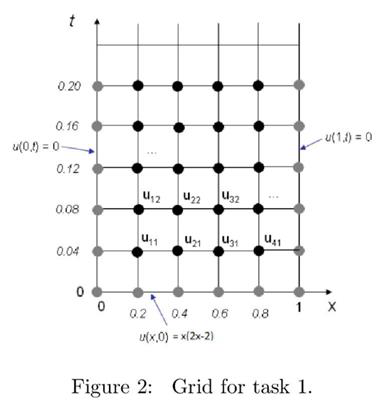 t
0.20
0.16
u(0,t) = 0
u(1,t) = 0
...
0.12
u12 u22 u32 ...
0.08
u11 u21 u31 u41
0.04
0
0 0.2 0.4 0.6 0.8 1 X
u(x,0) = x(2x-2)
Figure 2: Grid for task 1.